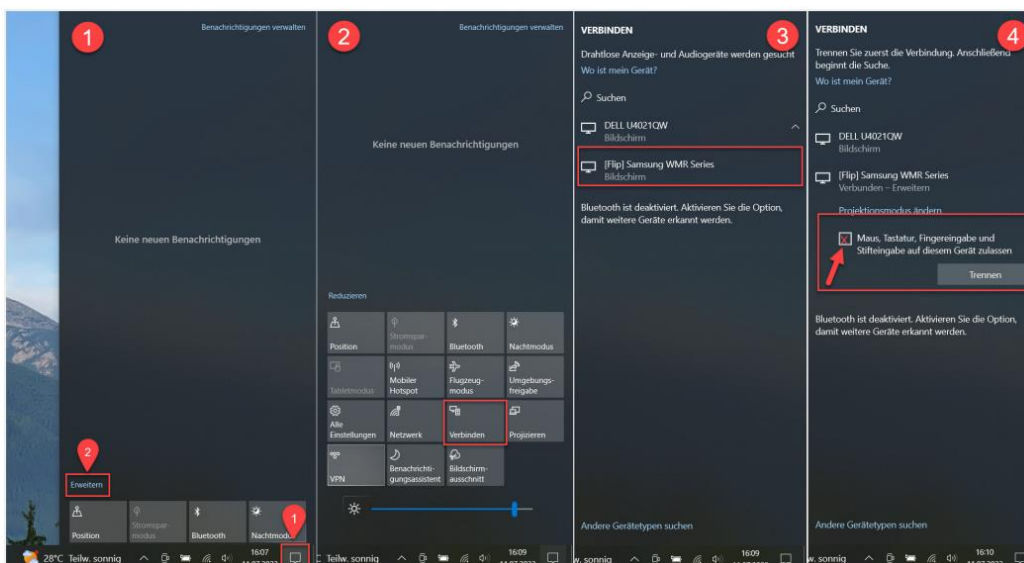 1
Benachrichtigungen verwalten
Keine neuen Benachrichtigungen
2
Erweitern
Position
Stromspar-
modus
Bluetooth
Nachtmodus
1
28°C Teilw. sonnig
16:07
2
Benachrichtigungen verwalten
Keine neuen Benachrichtigungen
Reduzieren
Position
Stromspar-
modus
Bluetooth
Nachtmodus
Tabletmodus
Mobiler
Hotspot
Flugzeug-
modus
Umgebungs-
freigabe
Alle
Einstellungen
Netzwerk
Verbinden
Projizieren
VPN
Benachrichti-
gungsassistent
Bildschirm-
ausschnitt
Teilw. sonnig
16:09
3
VERBINDEN
Drahtlose Anzeige- und Audiogeräte werden gesucht
Wo ist mein Gerät?
Suchen
DELL U4021QW
Bildschirm
[Flip] Samsung WMR Series
Bildschirm
Bluetooth ist deaktiviert. Aktivieren Sie die Option,
damit weitere Geräte erkannt werden.
Andere Gerätetypen suchen
sonnig
16:09
4
VERBINDEN
Trennen Sie zuerst die Verbindung. Anschließend
beginnt die Suche.
Wo ist mein Gerät?
Suchen
DELL U4021QW
Bildschirm
[Flip] Samsung WMR Series
Verbunden – Erweitern
Projektionsmodus ändern
X
Maus, Tastatur, Fingereingabe und
Stifteingabe auf diesem Gerät zulassen
Trennen
Bluetooth ist deaktiviert. Aktivieren Sie die Option,
damit weitere Geräte erkannt werden.
Andere Gerätetypen suchen
w. sonnig
16:10